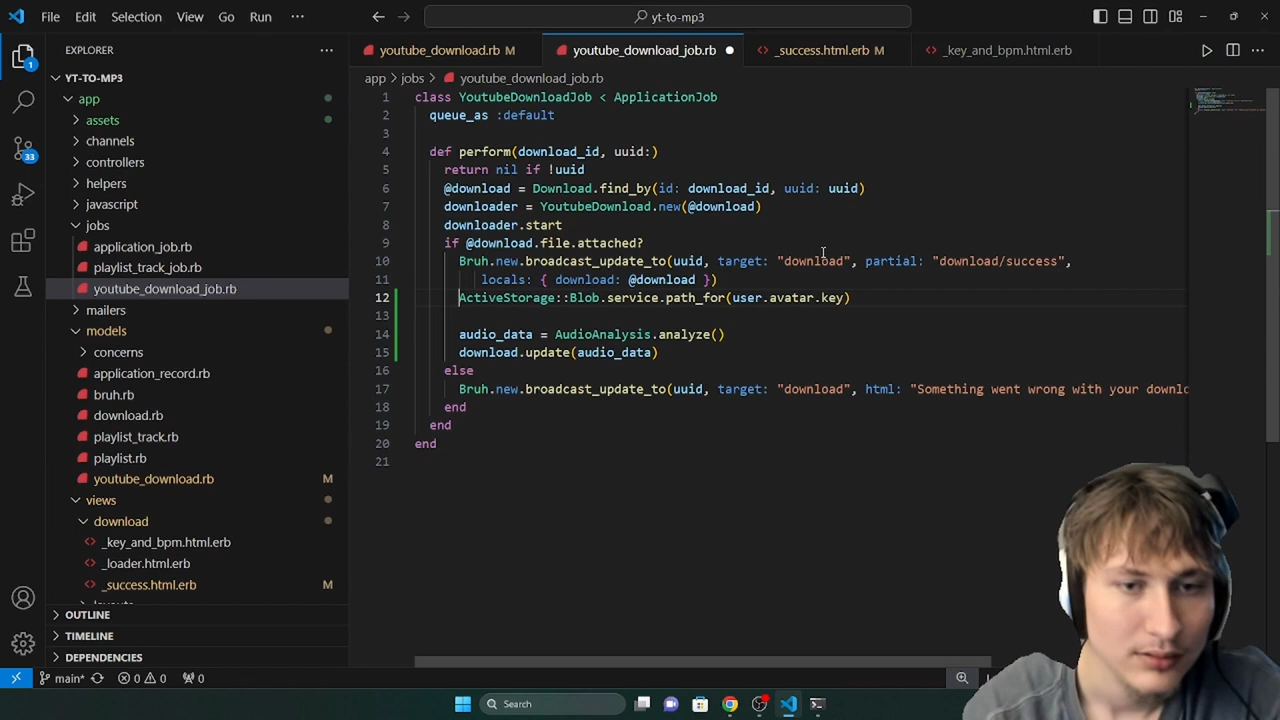 File Edit Selection View Go Run ··· yt-to-mp3
EXPLORER ···
youtube_download.rb M youtube_download_job.rb _success.html.erb M _key_and_bpm.html.erb
app > jobs > youtube_download_job.rb
YT-TO-MP3
app
assets
channels
controllers
helpers
javascript
jobs
application_job.rb
playlist_track_job.rb
youtube_download_job.rb
mailers
models
concerns
application_record.rb
bruh.rb
download.rb
playlist_track.rb
playlist.rb
youtube_download.rb M
views
download
_key_and_bpm.html.erb
_loader.html.erb
_success.html.erb M
OUTLINE
TIMELINE
DEPENDENCIES
1
33
1 class YoutubeDownloadJob < ApplicationJob
2 queue_as :default
3
4 def perform(download_id, uuid:)
5 return nil if !uuid
6 @download = Download.find_by(id: download_id, uuid: uuid)
7 downloader = YoutubeDownload.new(@download)
8 downloader.start
9 if @download.file.attached?
10 Bruh.new.broadcast_update_to(uuid, target: "download", partial: "download/success",
11 locals: { download: @download })
12 ActiveStorage::Blob.service.path_for(user.avatar.key)
13
14 audio_data = AudioAnalysis.analyze()
15 download.update(audio_data)
16 else
17 Bruh.new.broadcast_update_to(uuid, target: "download", html: "Something went wrong with your downlo
18 end
19 end
20 end
21
main* 0 0 0
Search